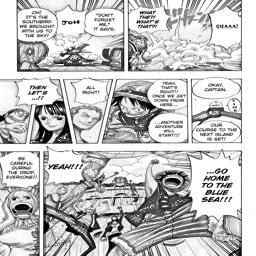 WHAT
THE!?
WHAT'S
THAT?!
"DON'T
FORGET
ME."
IT SAYS.
JOH
OH!
IT'S THE
SOUTHBIRD
WE BROUGHT
WITH US TO
THE SKY!
OKAY,
CAPTAIN.
OUR
COURSE TO
THE NEXT
ISLAND
IS SET!
YEAH,
THAT'S
RIGHT!!!
ONCE WE
GET DOWN
FROM
HERE...
...ANOTHER
ADVENTURE
WILL
START!!!
ALL
RIGHT!!
THEN
LET'S
...!!
...GO
HOME
TO THE
BLUE
SEA!!!
YEAH!!!
BE
CAREFUL
DURING
THE DROP,
EVERYONE!!